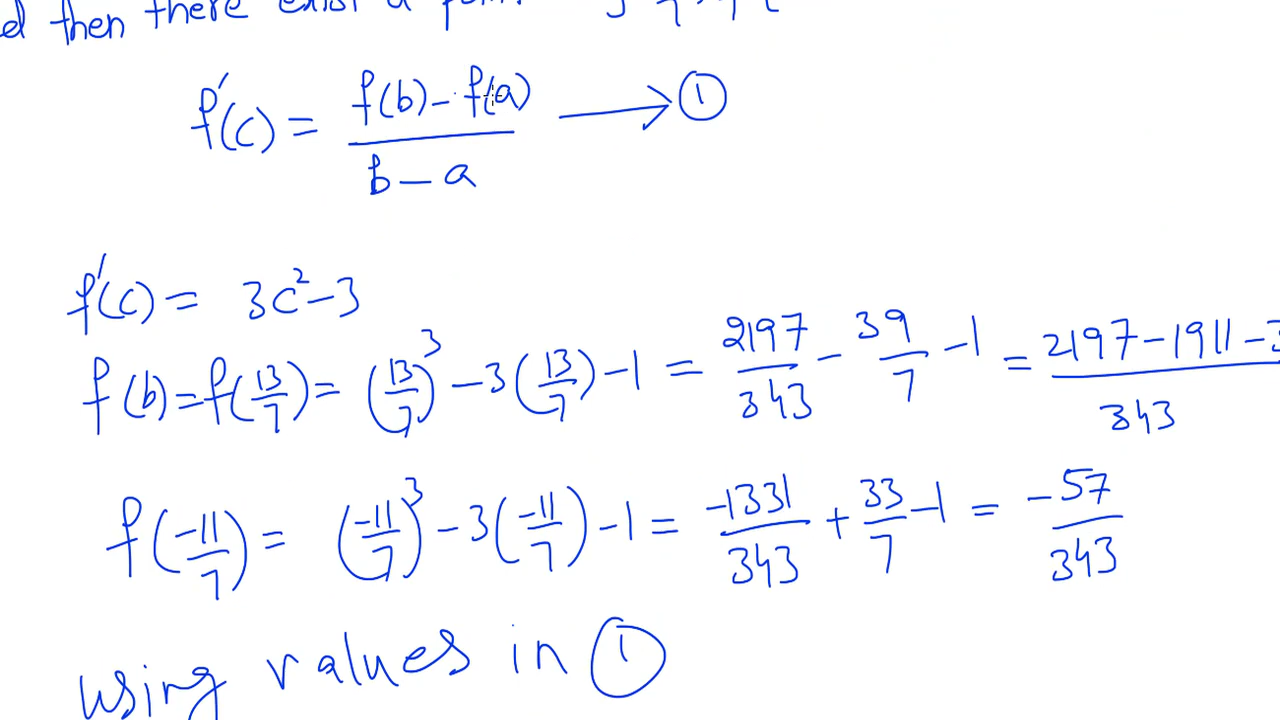 then there exist a
f'(c) = f(b) - f(a) / b - a → ①
f'(c) = 3c² - 3
f(b) = f(13/7) = (13/7)³ - 3(13/7) - 1 = 2197/343 - 39/7 - 1 = 2197 - 1911 - 3 / 343
f(-11/7) = (-11/7)³ - 3(-11/7) - 1 = -1331/343 + 33/7 - 1 = -57/343
using values in ①